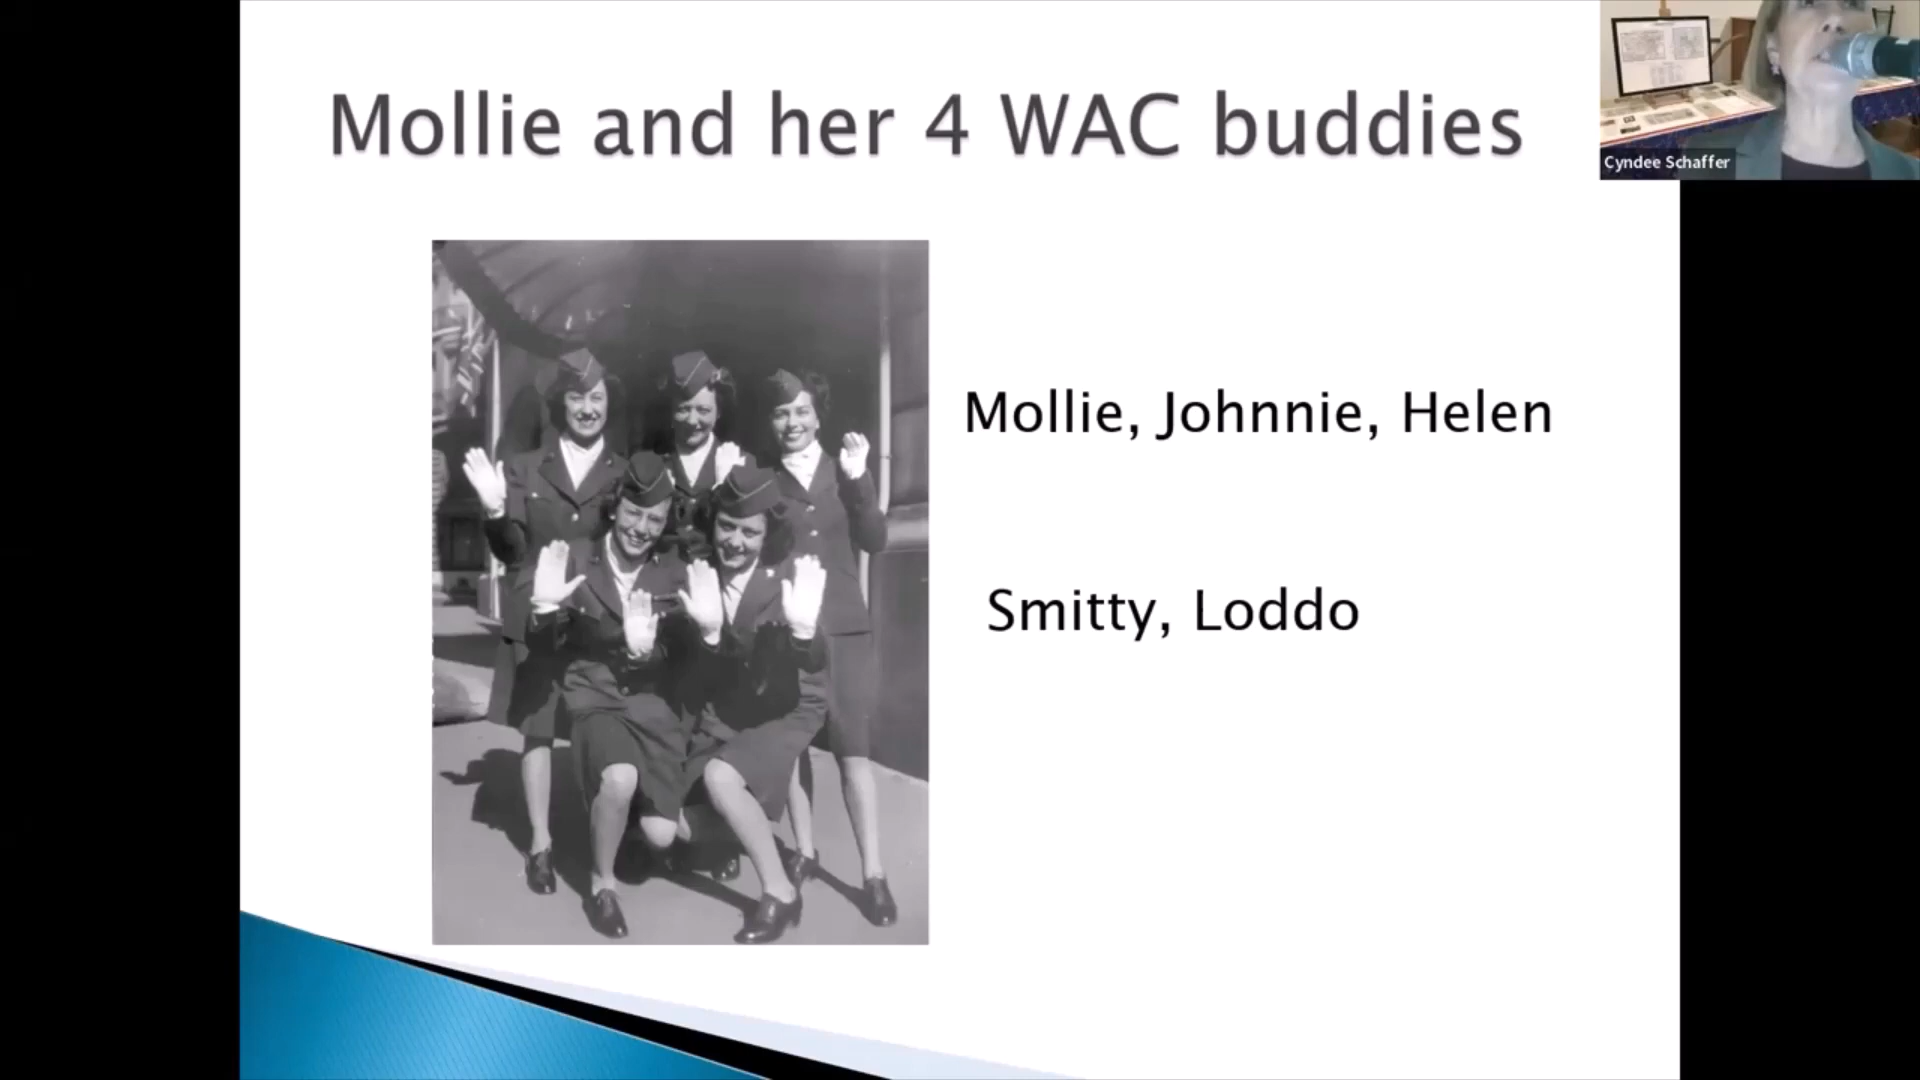 Mollie and her 4 WAC buddies
Cyndee Schaffer
Mollie, Johnnie, Helen
Smitty, Loddo